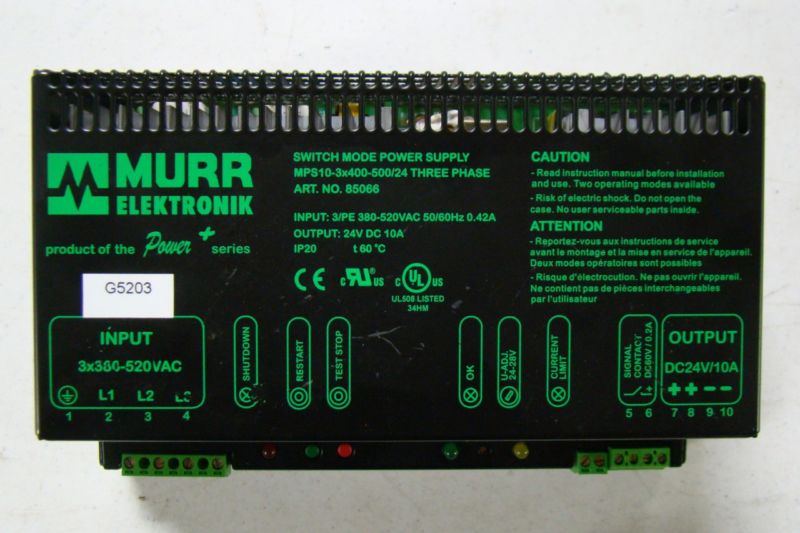 MURR
ELEKTRONIK
product of the Power+ series
G5203
SWITCH MODE POWER SUPPLY
MPS10-3x400-500/24 THREE PHASE
ART. NO. 85066
INPUT: 3/PE 380-520VAC 50/60Hz 0.42A
OUTPUT: 24V DC 10A
IP20 t 60 °C
CE c RU US c UL US
UL508 LISTED
34HM
CAUTION
- Read instruction manual before installation
and use. Two operating modes available
- Risk of electric shock. Do not open the
case. No user serviceable parts inside.
ATTENTION
- Reportez-vous aux instructions de service
avant le montage et la mise en service de l'appareil.
Deux modes opératoires sont possibles
- Risque d'électrocution. Ne pas ouvrir l'appareil.
Ne contient pas de pièces interchangeables
par l'utilisateur
INPUT
3x380-520VAC
L1 L2 L3
1 2 3 4
SHUTDOWN
RESTART
TEST STOP
OK
U-ADJ.
24-28V
CURRENT
LIMIT
SIGNAL
CONTACT
DC60V/0.2A
5 6
OUTPUT
DC24V/10A
+ + - -
7 8 9 10